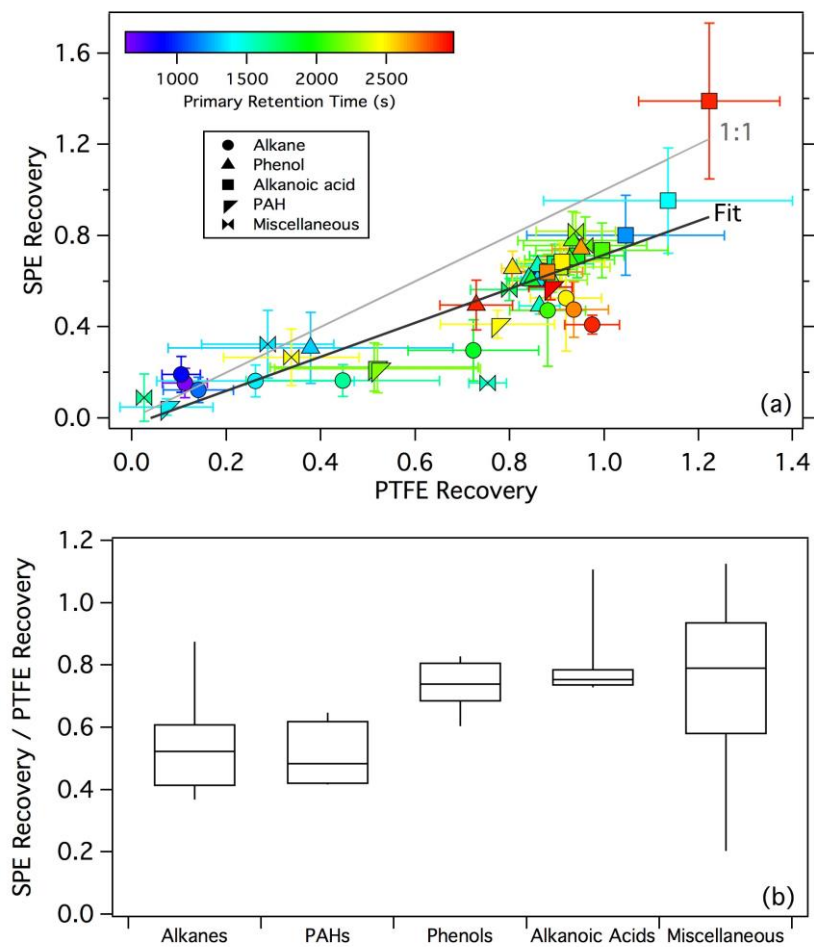 1.6
1.2
0.8
0.4
0.0
SPE Recovery
1000 1500 2000 2500
Primary Retention Time (s)
Alkane
Phenol
Alkanoic acid
PAH
Miscellaneous
1:1
Fit
(a)
0.0 0.2 0.4 0.6 0.8 1.0 1.2 1.4
PTFE Recovery
1.2
1.0
0.8
0.6
0.4
0.2
0.0
SPE Recovery / PTFE Recovery
(b)
Alkanes PAHs Phenols Alkanoic Acids Miscellaneous